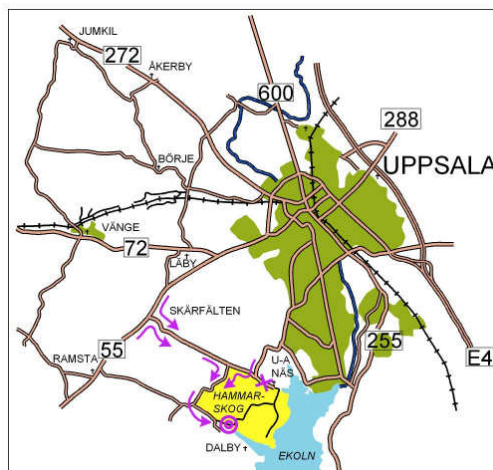 JUMKIL
272
ÅKERBY
600
288
BÖRJE
UPPSALA
VÄNGE
72
LÄBY
SKÄRFÄLTEN
55
RAMSTA
U-A
NÄS
255
E4
HAMMAR-
SKOG
DALBY
EKOLN